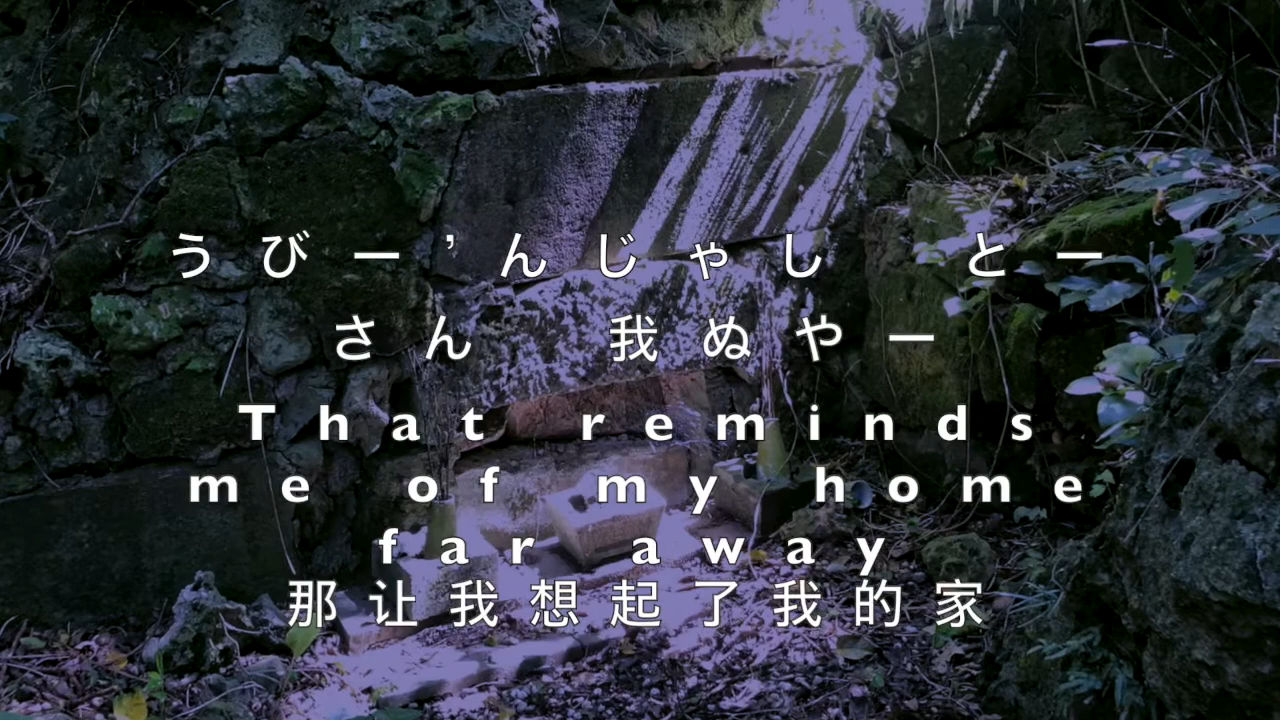 うびー’んじゃし とー
さん 我ぬやー
That reminds
me of my home
far away
那让我想起了我的家